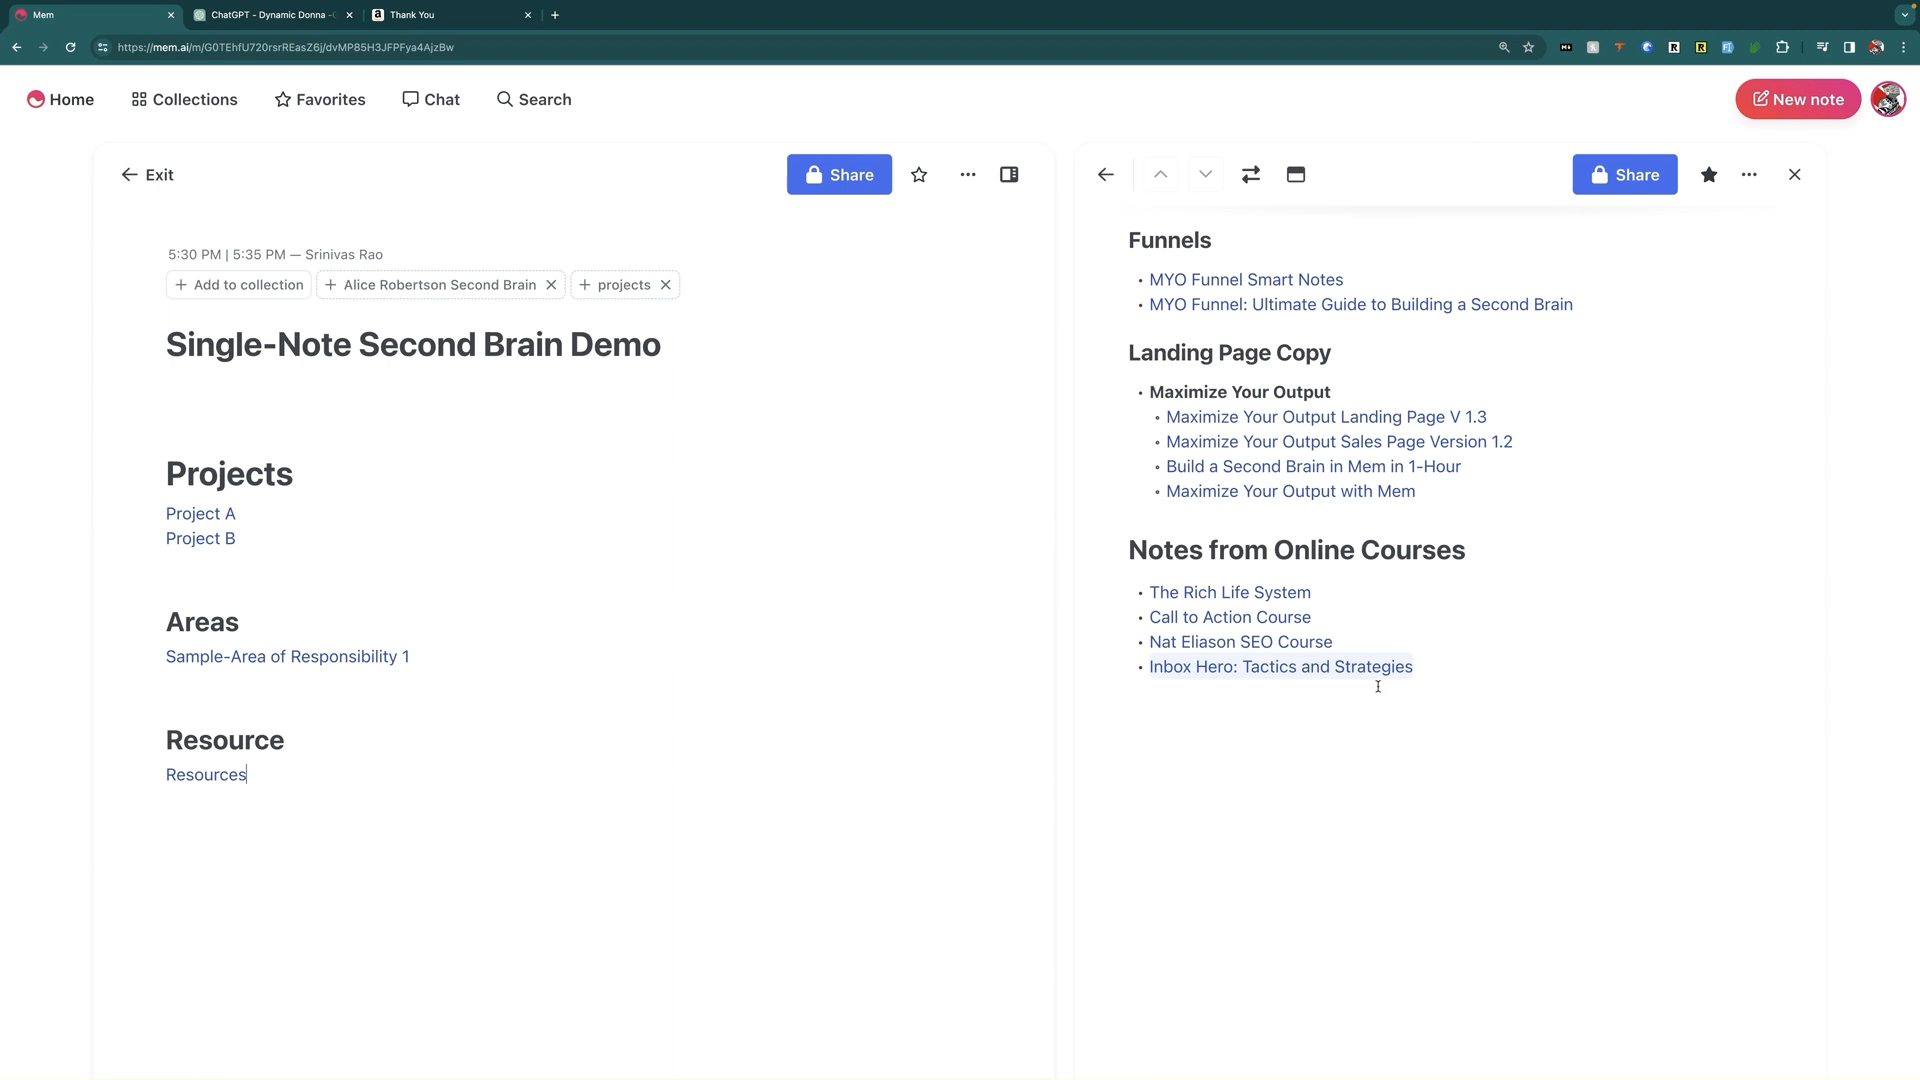 Mem
ChatGPT - Dynamic Donna -
Thank You
https://mem.ai/m/G0TEhfU720rsrREasZ6j/dvMP85H3JFPFya4AjzBw
Home
Collections
Favorites
Chat
Search
New note
Exit
Share
5:30 PM | 5:35 PM — Srinivas Rao
+ Add to collection
+ Alice Robertson Second Brain
+ projects
Single-Note Second Brain Demo
Projects
Project A
Project B
Areas
Sample-Area of Responsibility 1
Resource
Resources
Share
Funnels
• MYO Funnel Smart Notes
• MYO Funnel: Ultimate Guide to Building a Second Brain
Landing Page Copy
• Maximize Your Output
◦ Maximize Your Output Landing Page V 1.3
◦ Maximize Your Output Sales Page Version 1.2
◦ Build a Second Brain in Mem in 1-Hour
◦ Maximize Your Output with Mem
Notes from Online Courses
• The Rich Life System
• Call to Action Course
• Nat Eliason SEO Course
• Inbox Hero: Tactics and Strategies